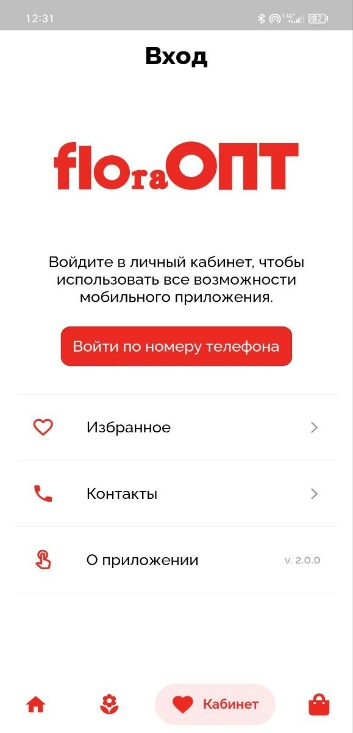 12:31
82
Вход
floraОПТ
Войдите в личный кабинет, чтобы
использовать все возможности
мобильного приложения.
Войти по номеру телефона
Избранное
Контакты
О приложении v. 2.0.0
Кабинет